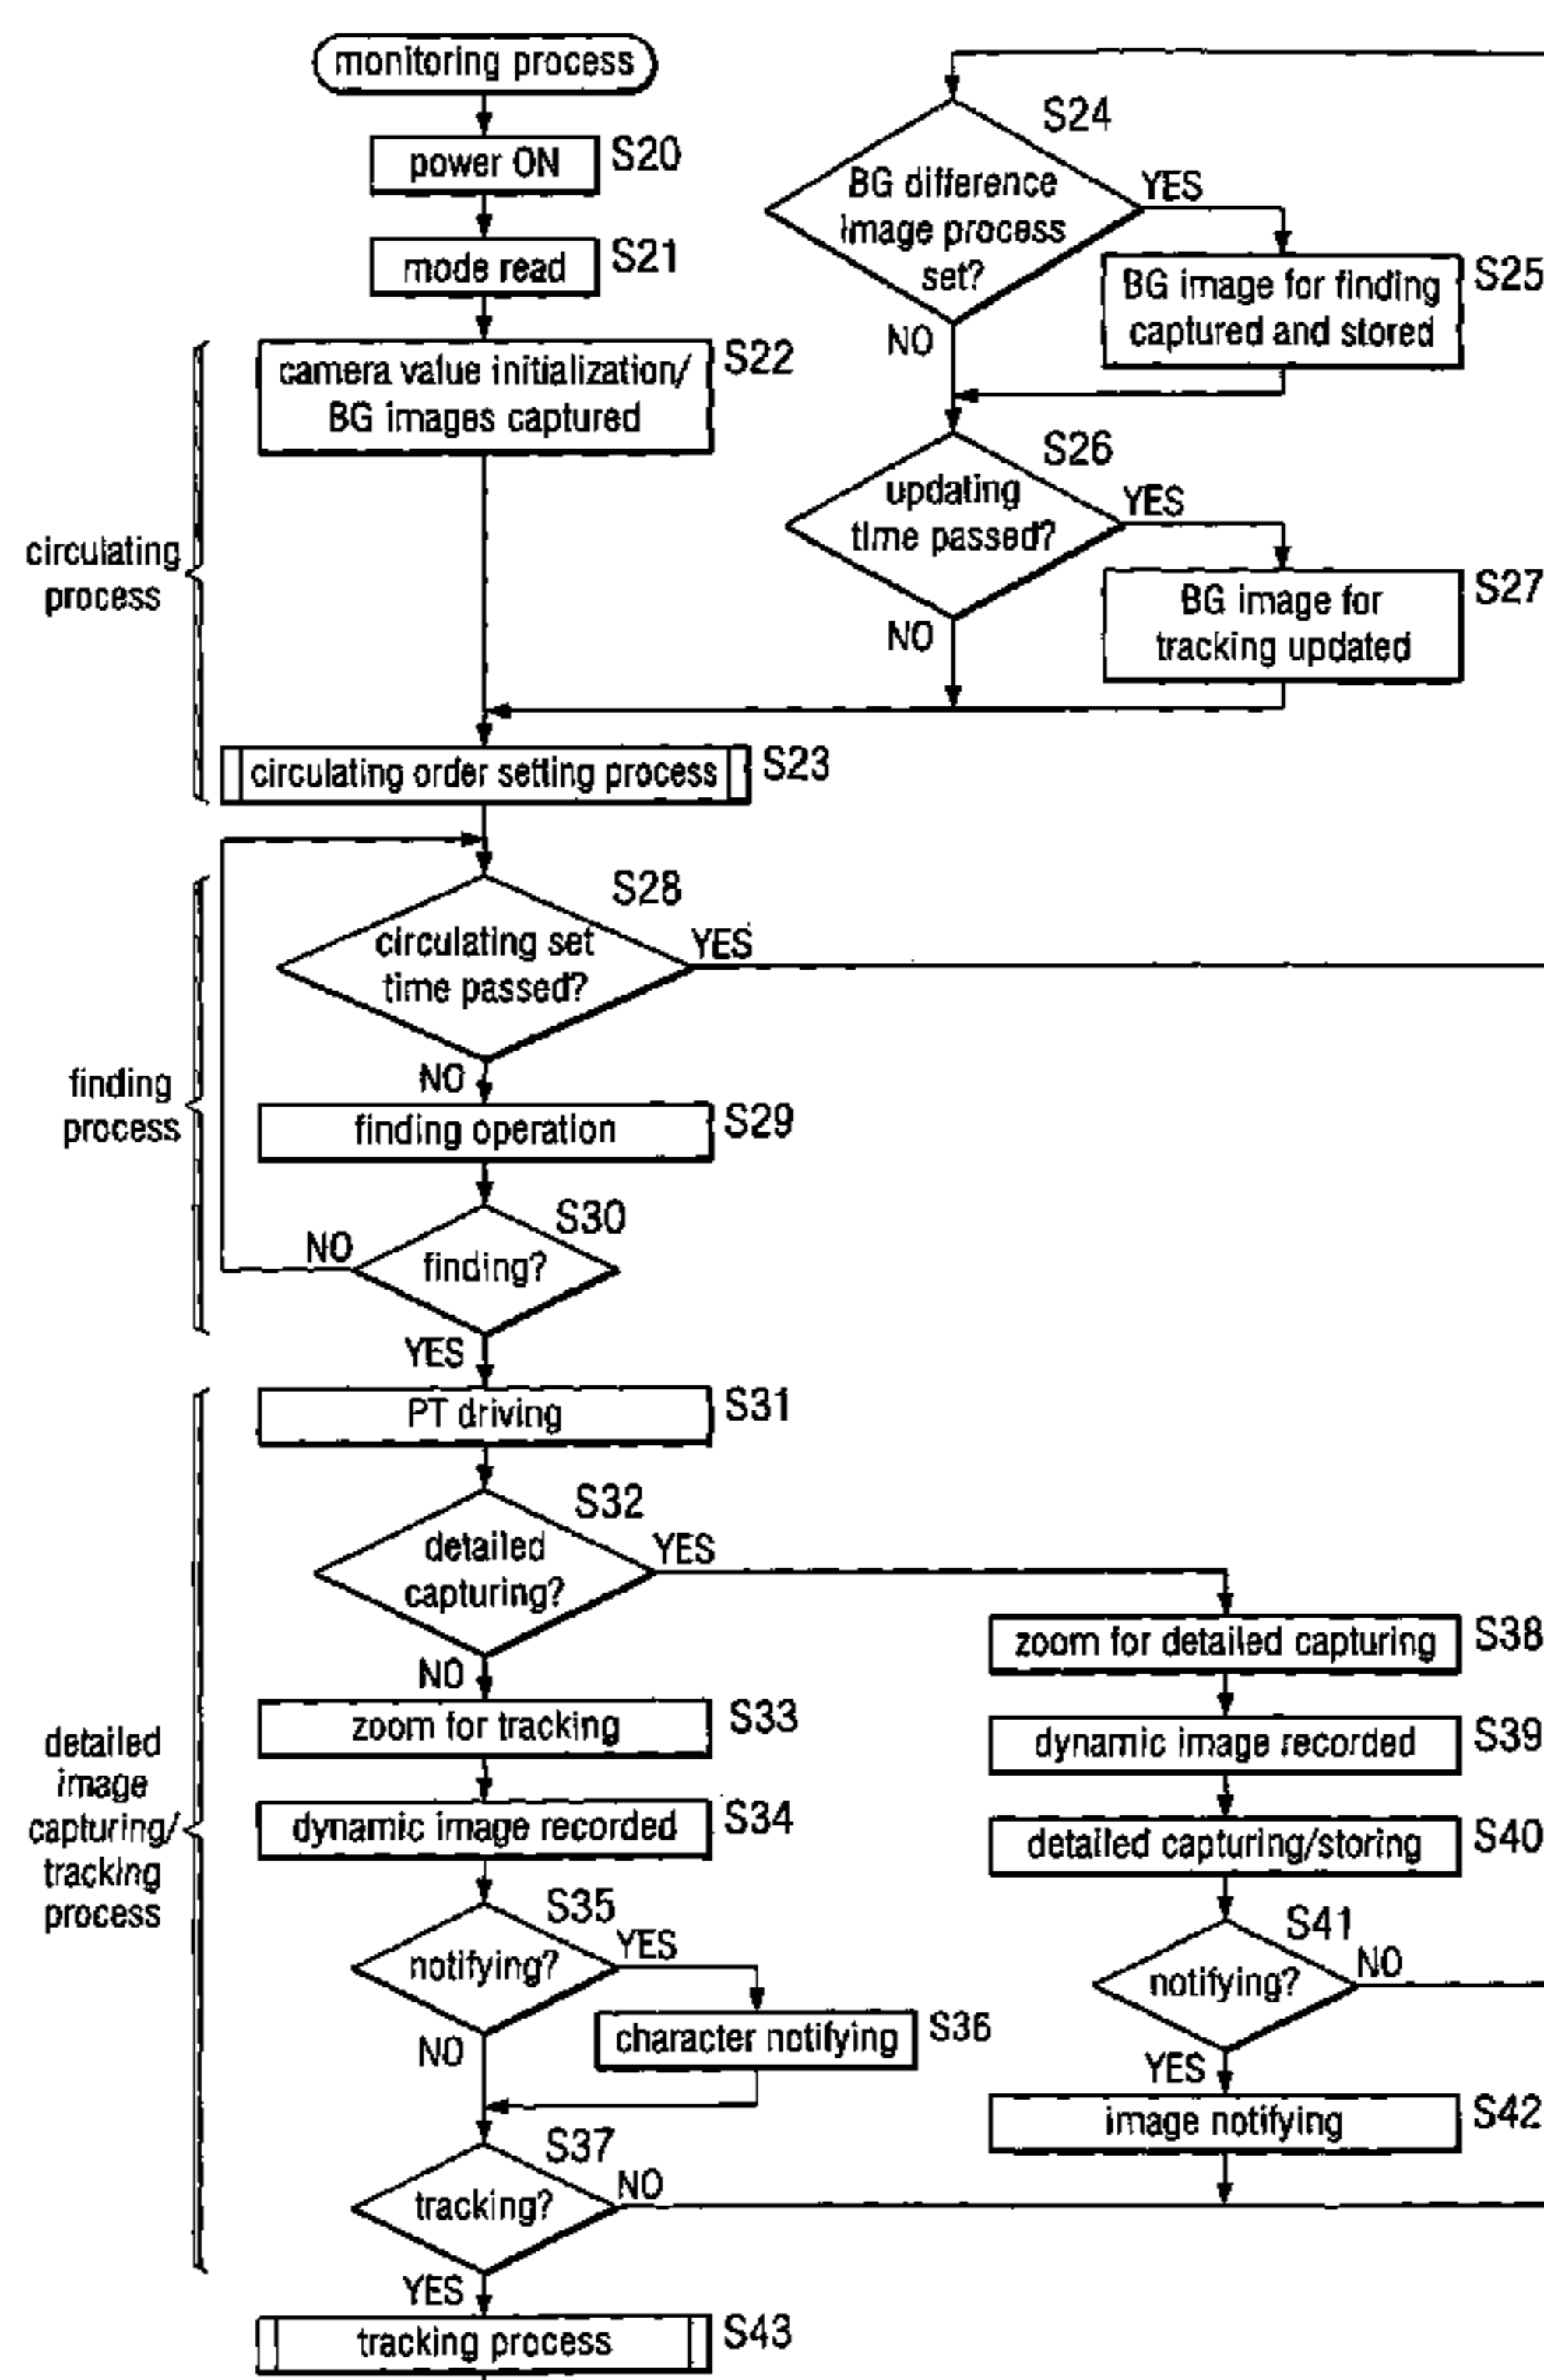 monitoring process
power ON
S20
mode read
S21
camera value initialization/
BG images captured
S22
circulating
process
circulating order setting process
S23
S24
BG difference
image process
set?
YES
NO
BG image for finding
captured and stored
S25
S26
updating
time passed?
YES
NO
BG image for
tracking updated
S27
finding
process
S28
circulating set
time passed?
YES
NO
finding operation
S29
S30
finding?
NO
YES
detailed
image
capturing/
tracking
process
PT driving
S31
S32
detailed
capturing?
YES
NO
zoom for tracking
S33
dynamic image recorded
S34
S35
notifying?
YES
NO
character notifying
S36
S37
tracking?
NO
YES
tracking process
S43
zoom for detailed capturing
S38
dynamic image recorded
S39
detailed capturing/storing
S40
S41
notifying?
NO
YES
image notifying
S42